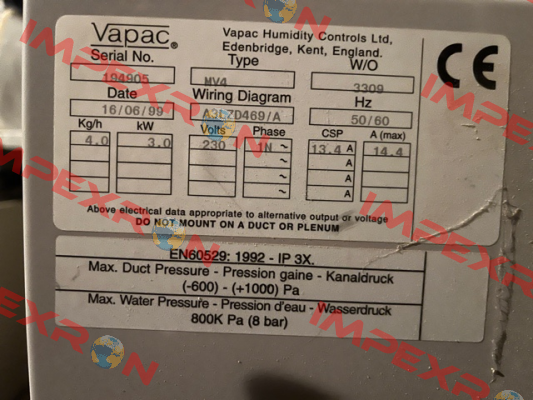 Vapac®
Vapac Humidity Controls Ltd,
Edenbridge, Kent, England.
Serial No. Type W/O
194905 MV4 3309
Date Wiring Diagram Hz
16/06/99 A3LZD469/A 50/60
Kg/h kW Volts Phase CSP A (max)
4.0 3.0 230 1N ~ 13.4 A 14.4
~ A
~ A
~ A
Above electrical data appropriate to alternative output or voltage
DO NOT MOUNT ON A DUCT OR PLENUM
CE
EN60529: 1992 - IP 3X.
Max. Duct Pressure - Pression gaine - Kanaldruck
(-600) - (+1000) Pa
Max. Water Pressure - Pression d'eau - Wasserdruck
800K Pa (8 bar)
IMPEXRON